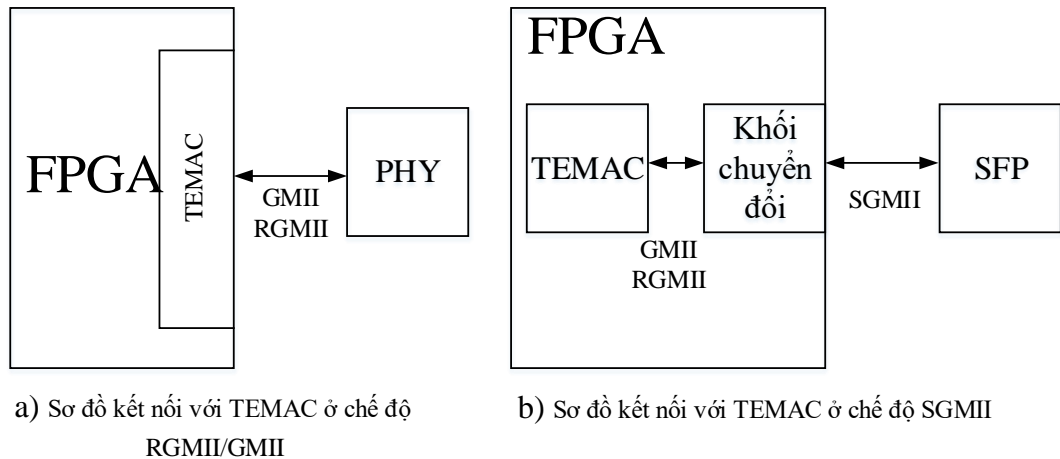 FPGA
TEMAC
GMII
RGMII
PHY
a) Sơ đồ kết nối với TEMAC ở chế độ
RGMII/GMII
FPGA
TEMAC
GMII
RGMII
Khối
chuyển
đổi
SGMII
SFP
b) Sơ đồ kết nối với TEMAC ở chế độ SGMII